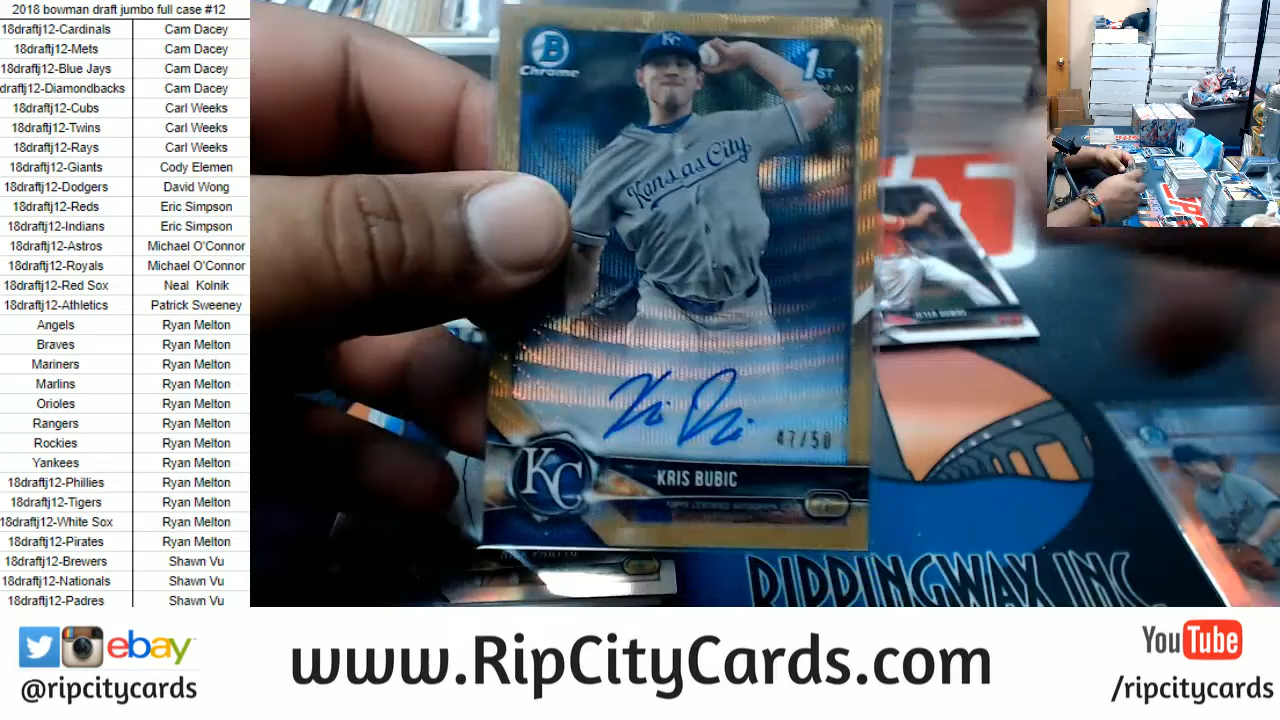 2018 bowman draft jumbo full case #12
18draftj12-Cardinals Cam Dacey
18draftj12-Mets Cam Dacey
18draftj12-Blue Jays Cam Dacey
draftj12-Diamondbacks Cam Dacey
18draftj12-Cubs Carl Weeks
18draftj12-Twins Carl Weeks
18draftj12-Rays Carl Weeks
18draftj12-Giants Cody Elemen
18draftj12-Dodgers David Wong
18draftj12-Reds Eric Simpson
18draftj12-Indians Eric Simpson
18draftj12-Astros Michael O'Connor
18draftj12-Royals Michael O'Connor
18draftj12-Red Sox Neal Kolnik
18draftj12-Athletics Patrick Sweeney
Angels Ryan Melton
Braves Ryan Melton
Mariners Ryan Melton
Marlins Ryan Melton
Orioles Ryan Melton
Rangers Ryan Melton
Rockies Ryan Melton
Yankees Ryan Melton
18draftj12-Phillies Ryan Melton
18draftj12-Tigers Ryan Melton
18draftj12-White Sox Ryan Melton
18draftj12-Pirates Ryan Melton
18draftj12-Brewers Shawn Vu
18draftj12-Nationals Shawn Vu
18draftj12-Padres Shawn Vu
B
Chrome
KC
1ST
Kansas City
47/50
KC
KRIS BUBIC
JETER DOWNS
RIPPINGWAX INC.
ebay
@ripcitycards
www.RipCityCards.com
YouTube
/ripcitycards